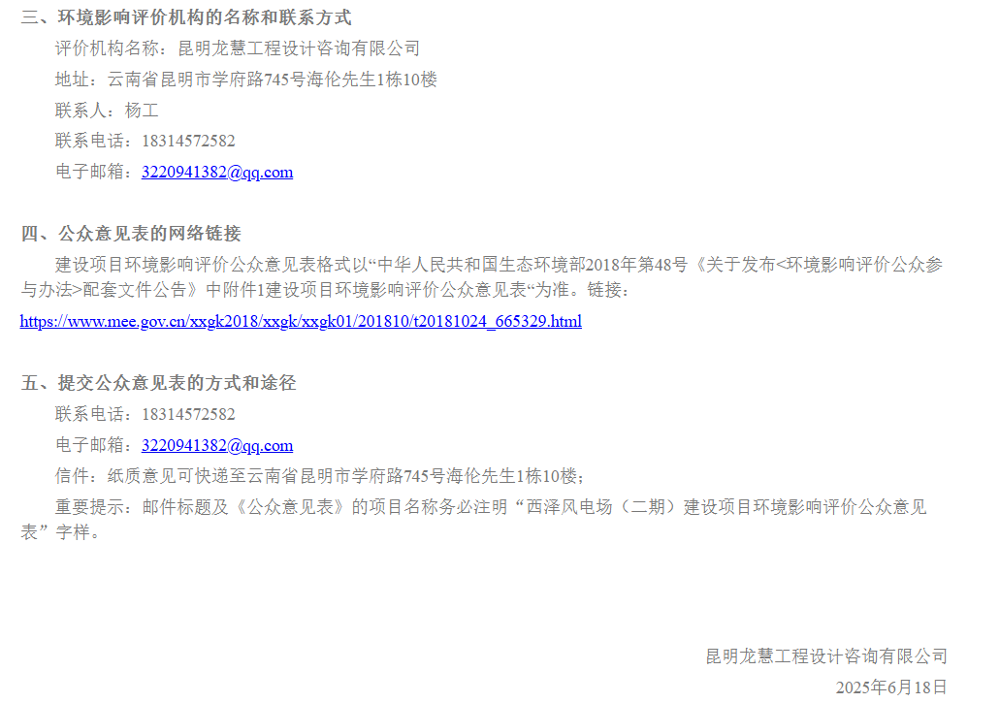 三、环境影响评价机构的名称和联系方式
评价机构名称：昆明龙慧工程设计咨询有限公司
地址：云南省昆明市学府路745号海伦先生1栋10楼
联系人：杨工
联系电话：18314572582
电子邮箱：3220941382@qq.com
四、公众意见表的网络链接
建设项目环境影响评价公众意见表格式以“中华人民共和国生态环境部2018年第48号《关于发布<环境影响评价公众参
与办法>配套文件公告》中附件1建设项目环境影响评价公众意见表“为准。链接：
https://www.mee.gov.cn/xxgk2018/xxgk/xxgk01/201810/t20181024_665329.html
五、提交公众意见表的方式和途径
联系电话：18314572582
电子邮箱：3220941382@qq.com
信件：纸质意见可快递至云南省昆明市学府路745号海伦先生1栋10楼；
重要提示：邮件标题及《公众意见表》的项目名称务必注明“西泽风电场（二期）建设项目环境影响评价公众意见
表”字样。
昆明龙慧工程设计咨询有限公司
2025年6月18日